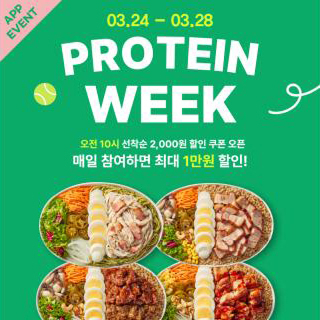 APP
EVENT
03.24 – 03.28
PROTEIN
WEEK
오전 10시 선착순 2,000원 할인 쿠폰 오픈
매일 참여하면 최대 1만원 할인!